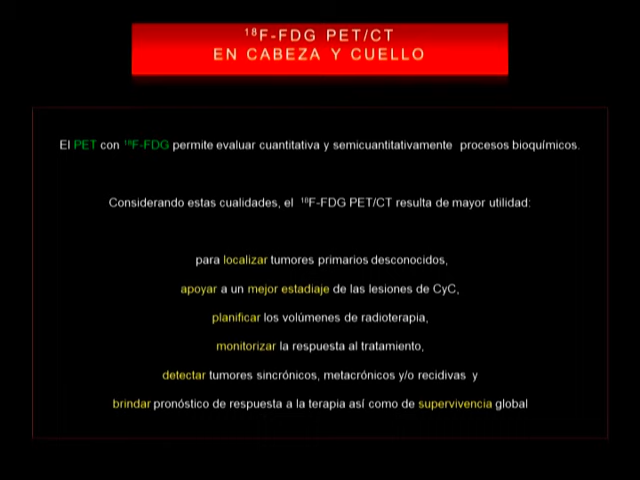 ¹⁸F-FDG PET/CT
EN CABEZA Y CUELLO
El PET con ¹⁸F-FDG permite evaluar cuantitativa y semicuantitativamente procesos bioquímicos.
Considerando estas cualidades, el ¹⁸F-FDG PET/CT resulta de mayor utilidad:
para localizar tumores primarios desconocidos,
apoyar a un mejor estadiaje de las lesiones de CyC,
planificar los volúmenes de radioterapia,
monitorizar la respuesta al tratamiento,
detectar tumores sincrónicos, metacrónicos y/o recidivas y
brindar pronóstico de respuesta a la terapia así como de supervivencia global